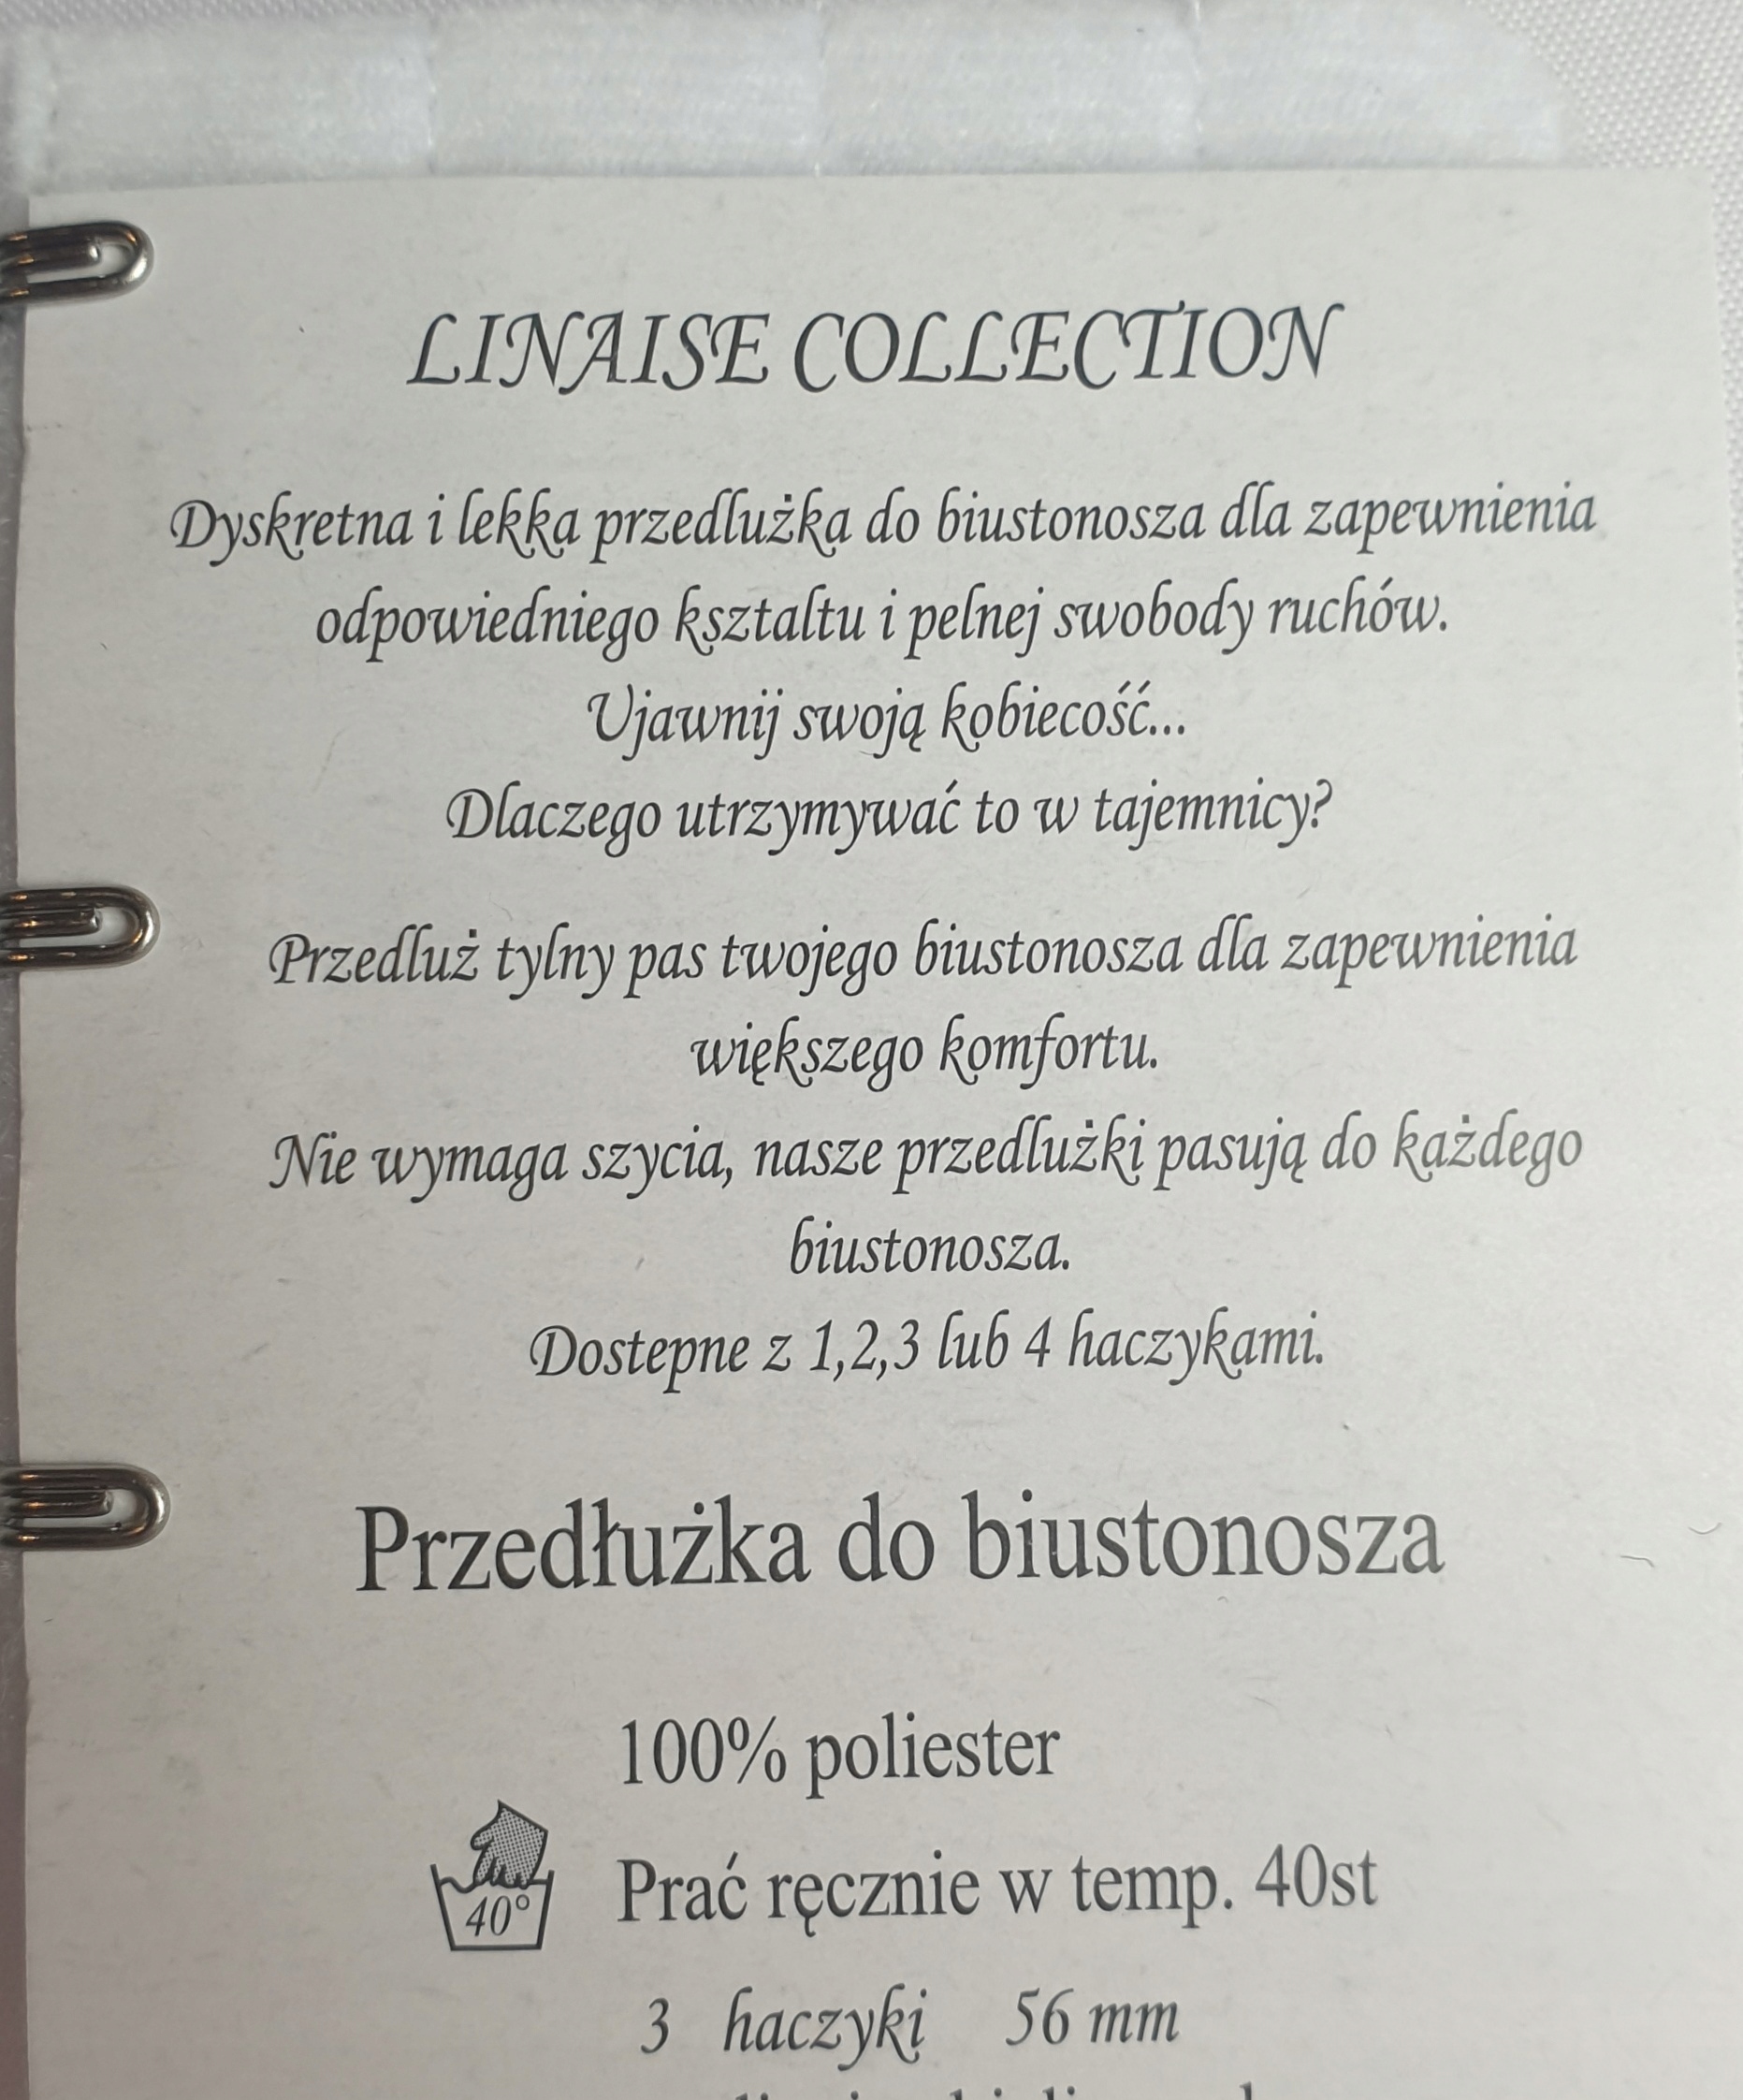 LINAISE COLLECTION
Dyskretna i lekka przedlużka do biustonosza dla zapewnienia
odpowiedniego ksztaltu i pelnej swobody ruchów.
Ujawnij swoją kobiecość...
Dlaczego utrzymywać to w tajemnicy?
Przedluż tylny pas twojego biustonosza dla zapewnienia
większego komfortu.
Nie wymaga szycia, nasze przedlużki pasują do każdego
biustonosza.
Dostepne z 1,2,3 lub 4 haczykami.
Przedłużka do biustonosza
100% poliester
40°
Prać ręcznie w temp. 40st
3 haczyki 56 mm